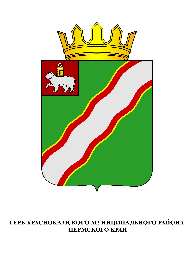 ГЕРБ КРАСНОКАМСКОГО МУНИЦИПАЛЬНОГО РАЙОНА
ПЕРМСКОГО КРАЯ